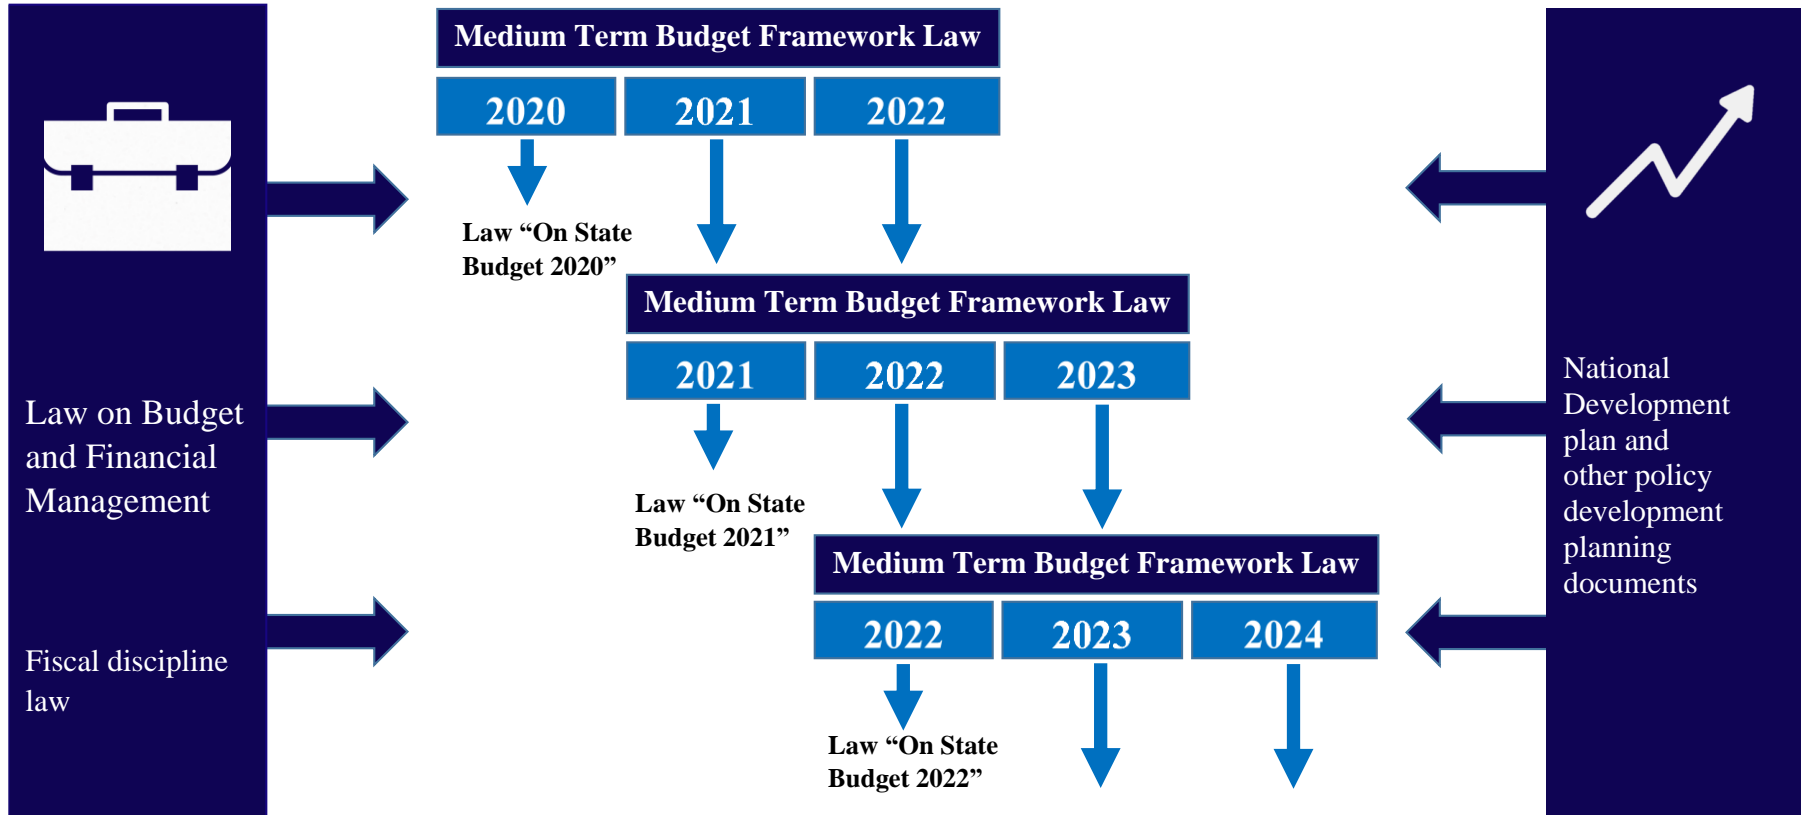 Medium Term Budget Framework Law
2020
2021
2022
Law “On State
Budget 2020”
Medium Term Budget Framework Law
2021
2022
2023
Law “On State
Budget 2021”
Medium Term Budget Framework Law
2022
2023
2024
Law “On State
Budget 2022”
Law on Budget
and Financial
Management
Fiscal discipline
law
National
Development
plan and
other policy
development
planning
documents